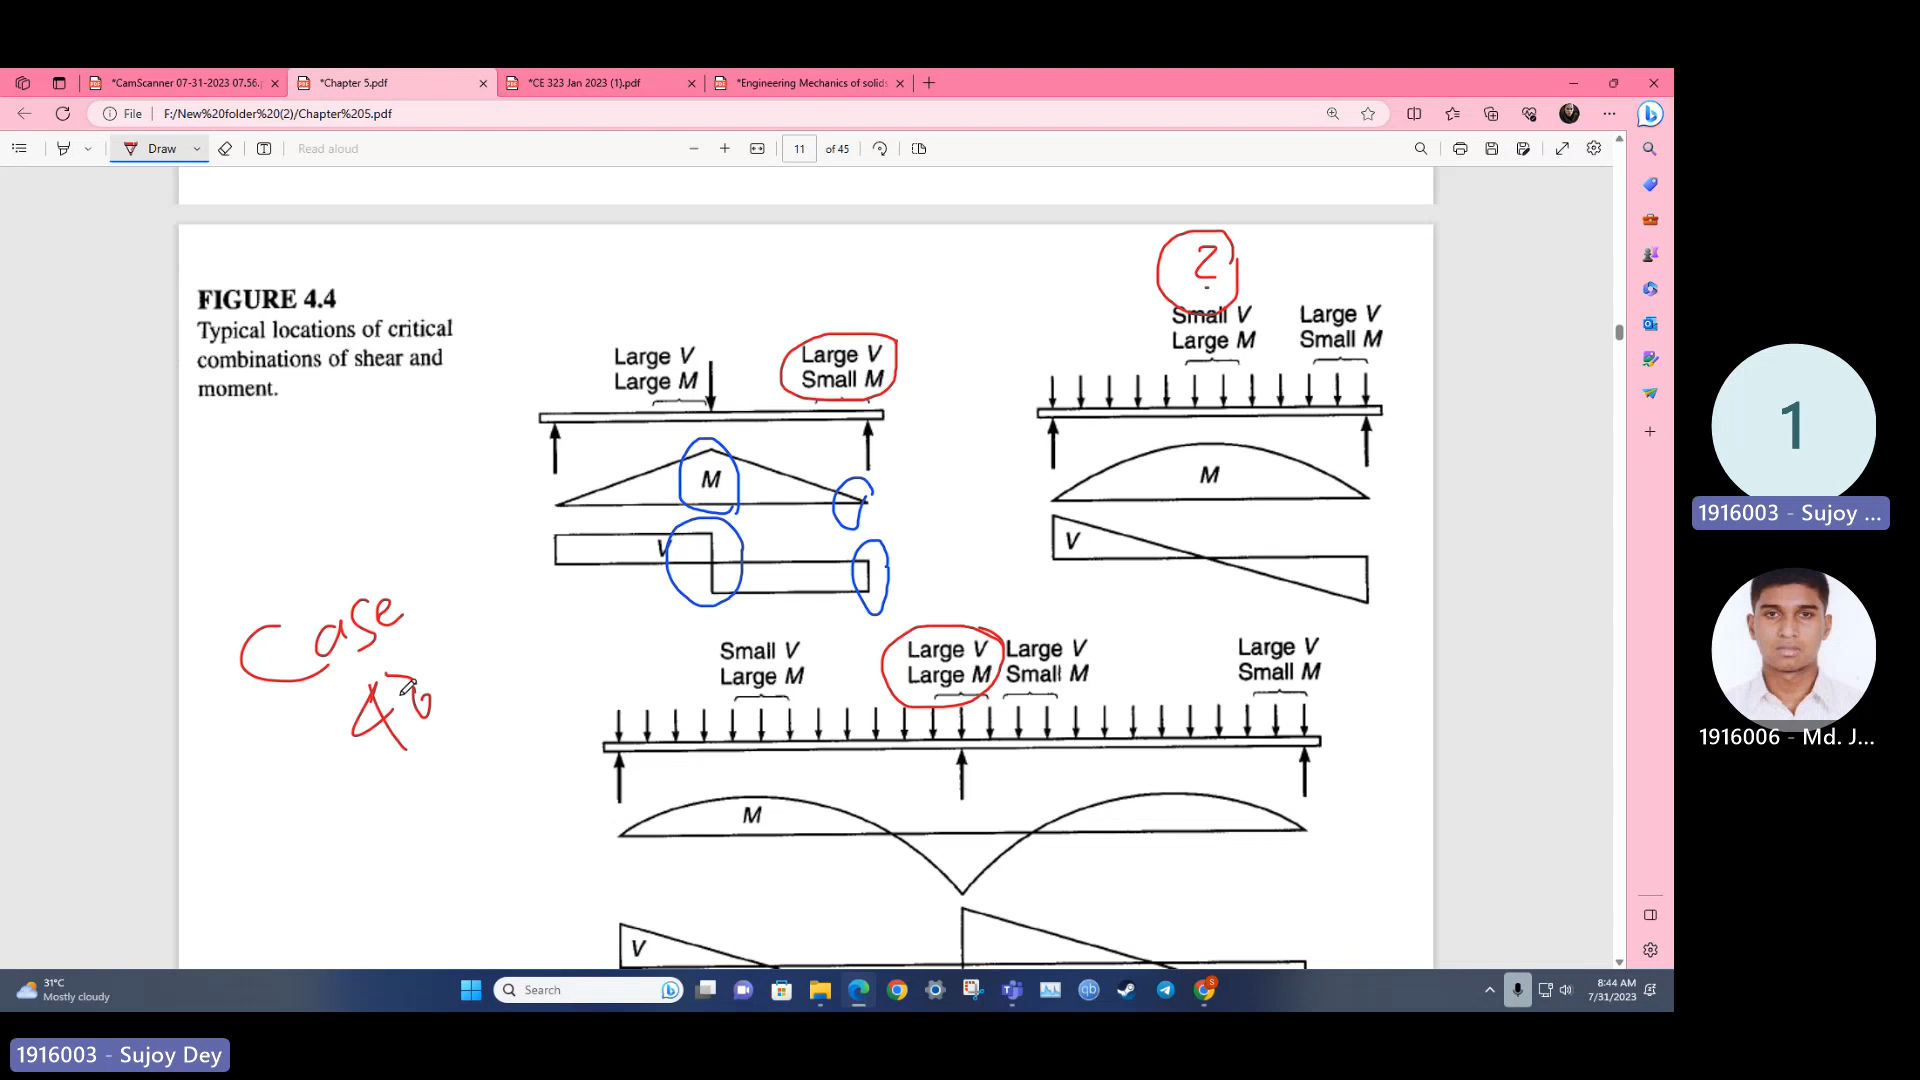 *CamScanner 07-31-2023 07.56.
*Chapter 5.pdf
*CE 323 Jan 2023 (1).pdf
*Engineering Mechanics of solids
File
F:/New%20folder%20(2)/Chapter%205.pdf
Draw
Read aloud
11
of 45
FIGURE 4.4
Typical locations of critical
combinations of shear and
moment.
Large V
Large M
Large V
Small M
2
Small V
Large M
Large V
Small M
M
V
M
V
Case
Small V
Large M
Large V
Large M
Large V
Small M
Large V
Small M
M
V
1
1916003 - Sujoy ...
1916006 - Md. J...
31°C
Mostly cloudy
Search
8:44 AM
7/31/2023
1916003 - Sujoy Dey